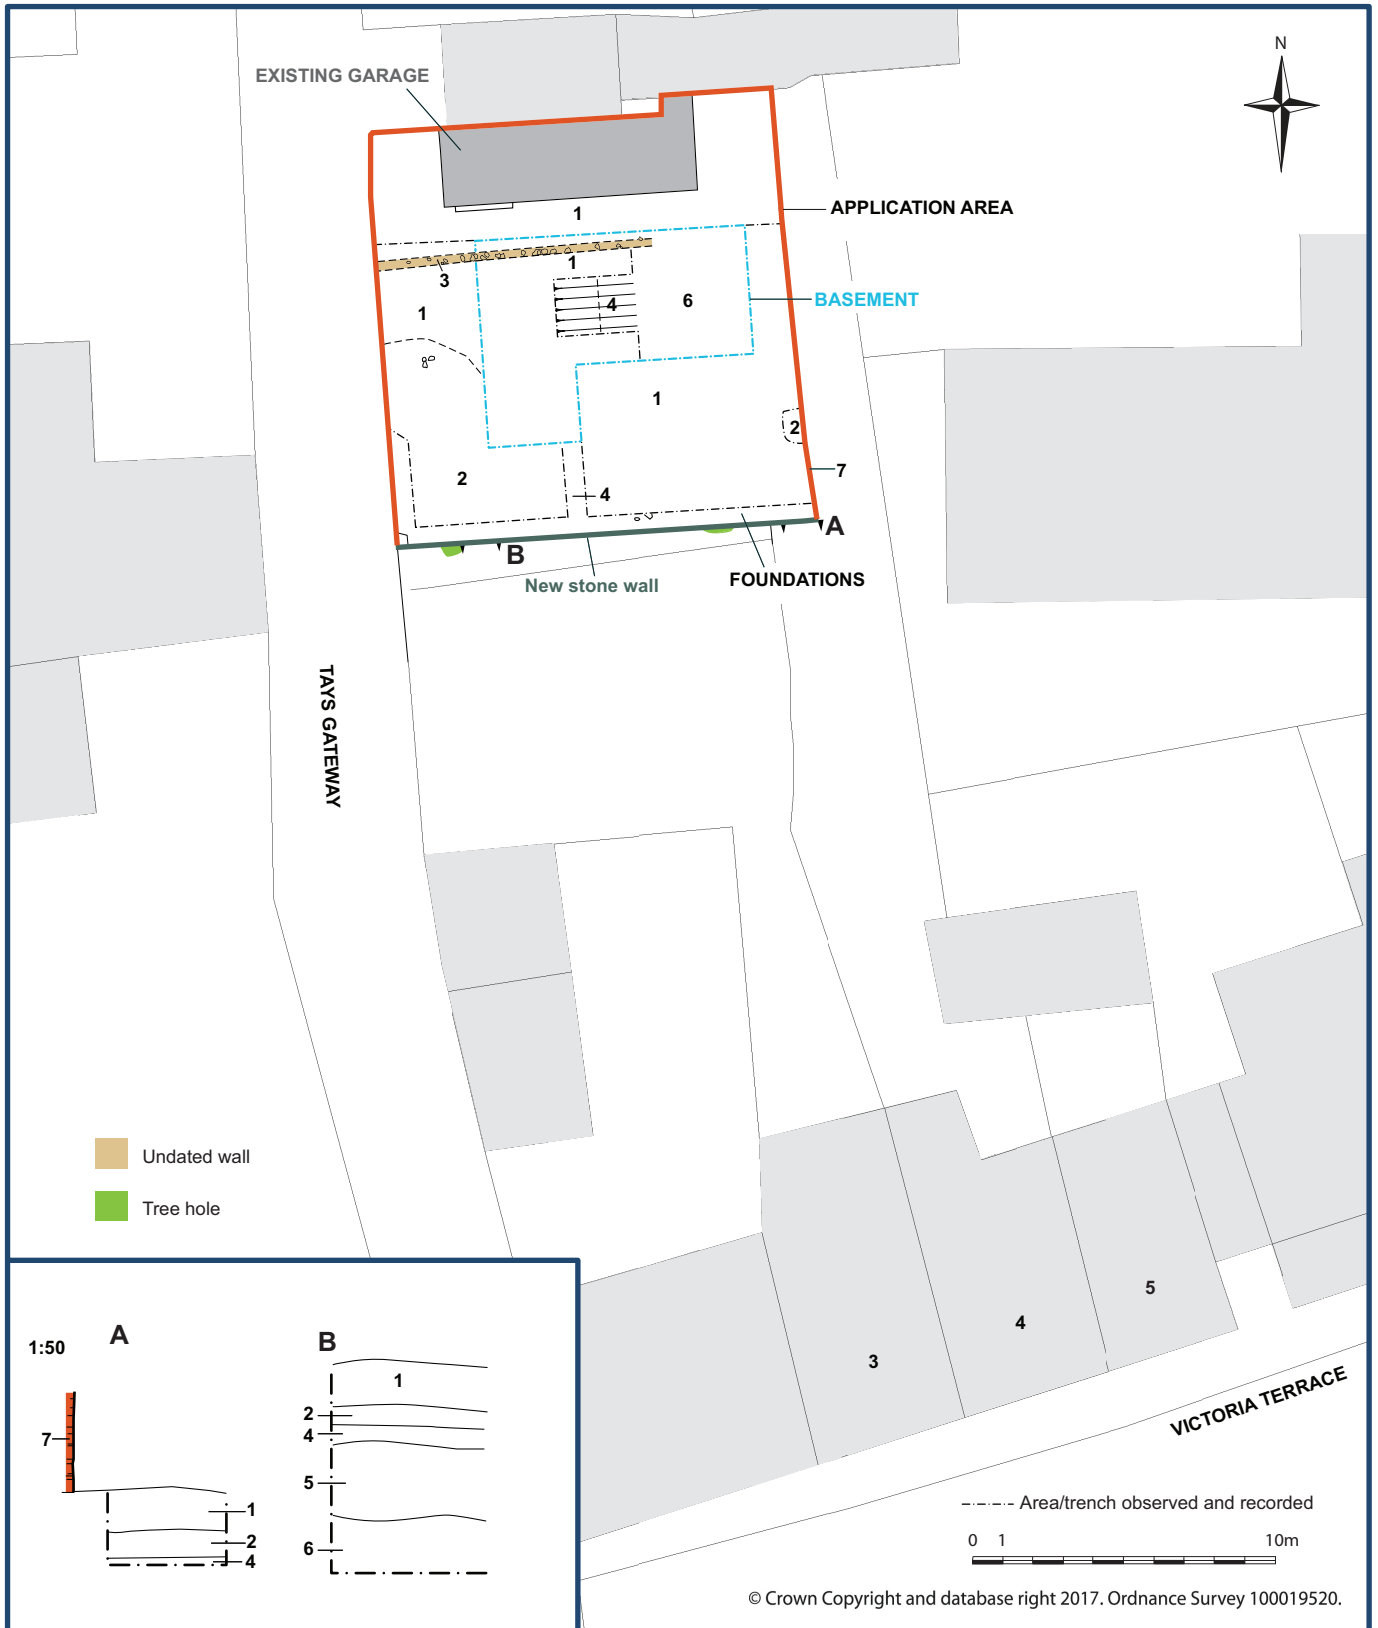 N
EXISTING GARAGE
APPLICATION AREA
1
3
1
1
4
6
BASEMENT
1
2
2
7
4
A
B
New stone wall
FOUNDATIONS
TAYS GATEWAY
Undated wall
Tree hole
3
4
5
VICTORIA TERRACE
1:50
A
7
1
2
4
B
1
2
4
5
6
Area/trench observed and recorded
0 1 10m
© Crown Copyright and database right 2017. Ordnance Survey 100019520.